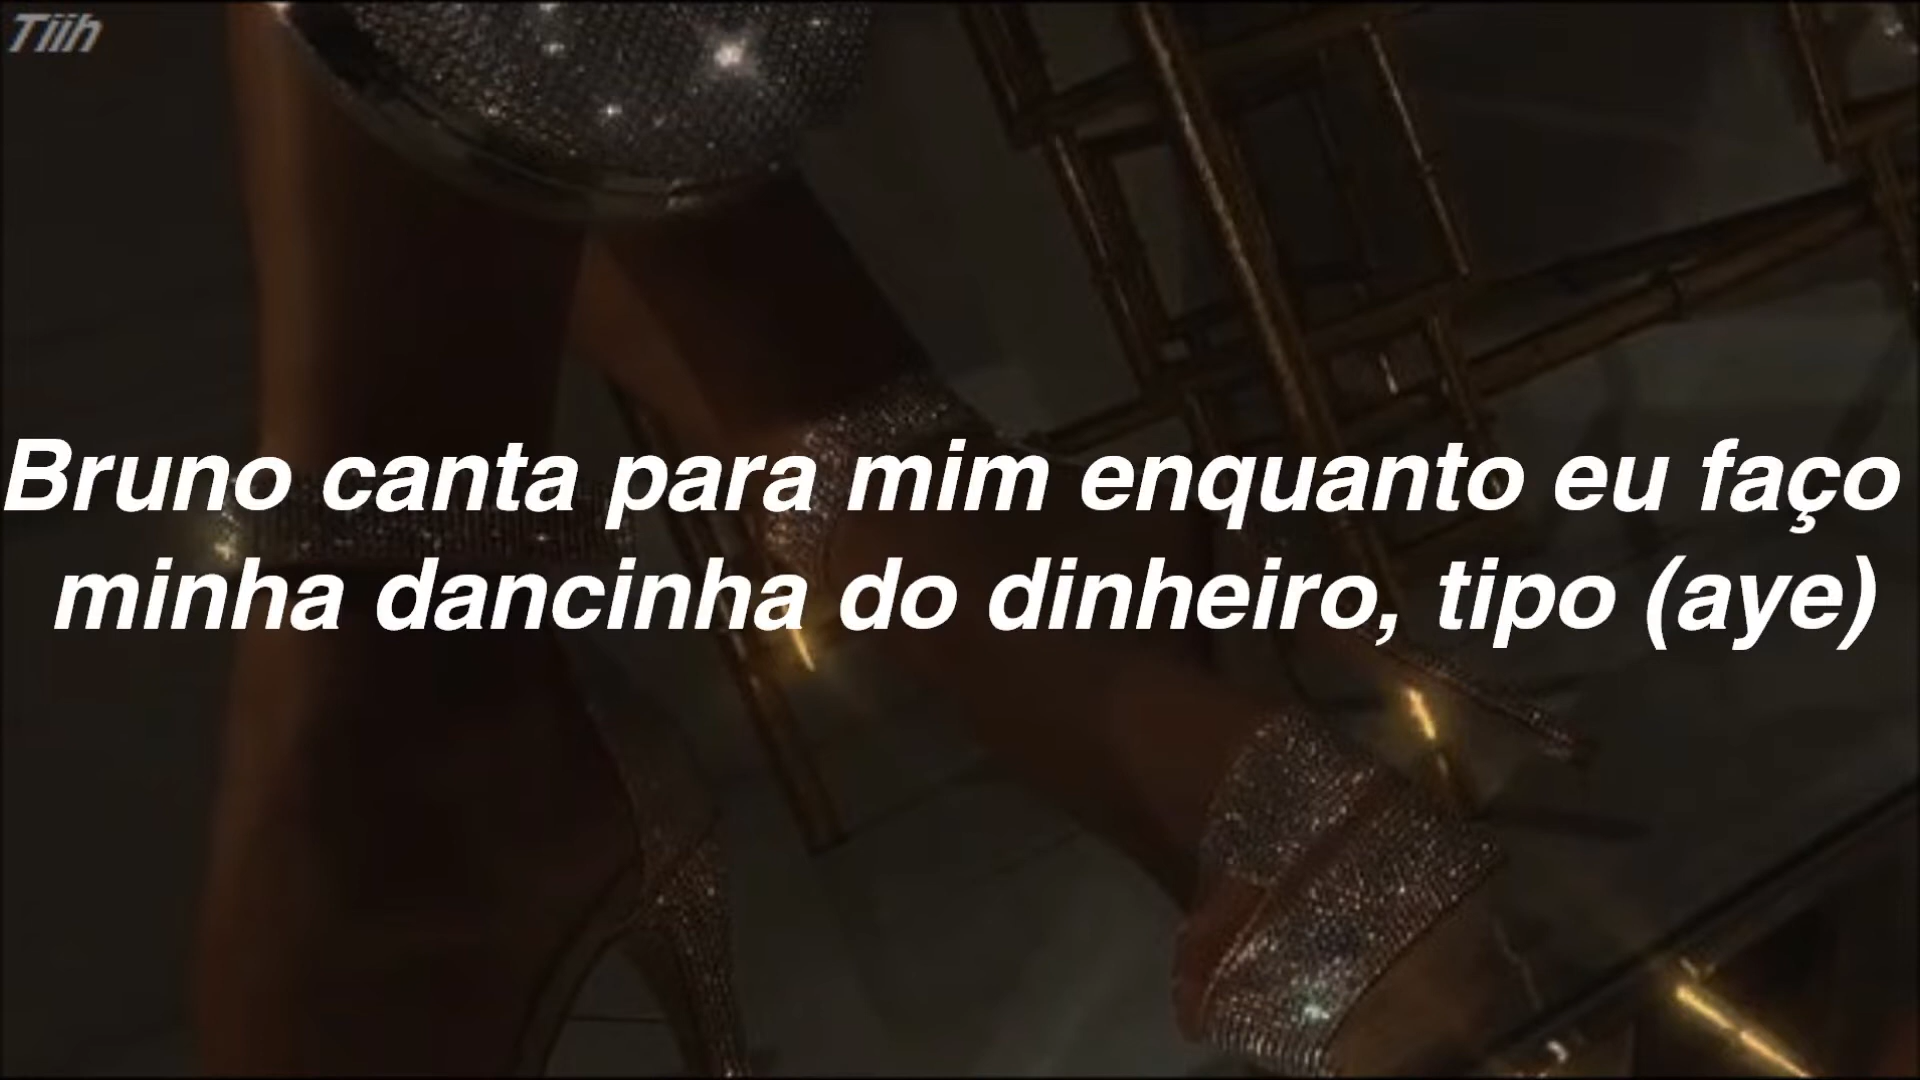 Tiih
Bruno canta para mim enquanto eu faço
minha dancinha do dinheiro, tipo (aye)